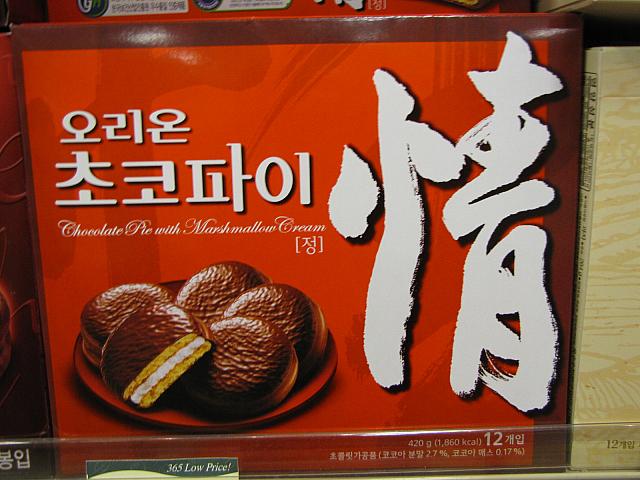 오리온
초코파이
Chocolate Pie with Marshmallow Cream
[정]
情
420 g (1,860 kcal) 12개입
초콜릿가공품 (코코아 분말 2.7 %, 코코아 매스 0.17 %)
봉입
365 Low Price!
12개입